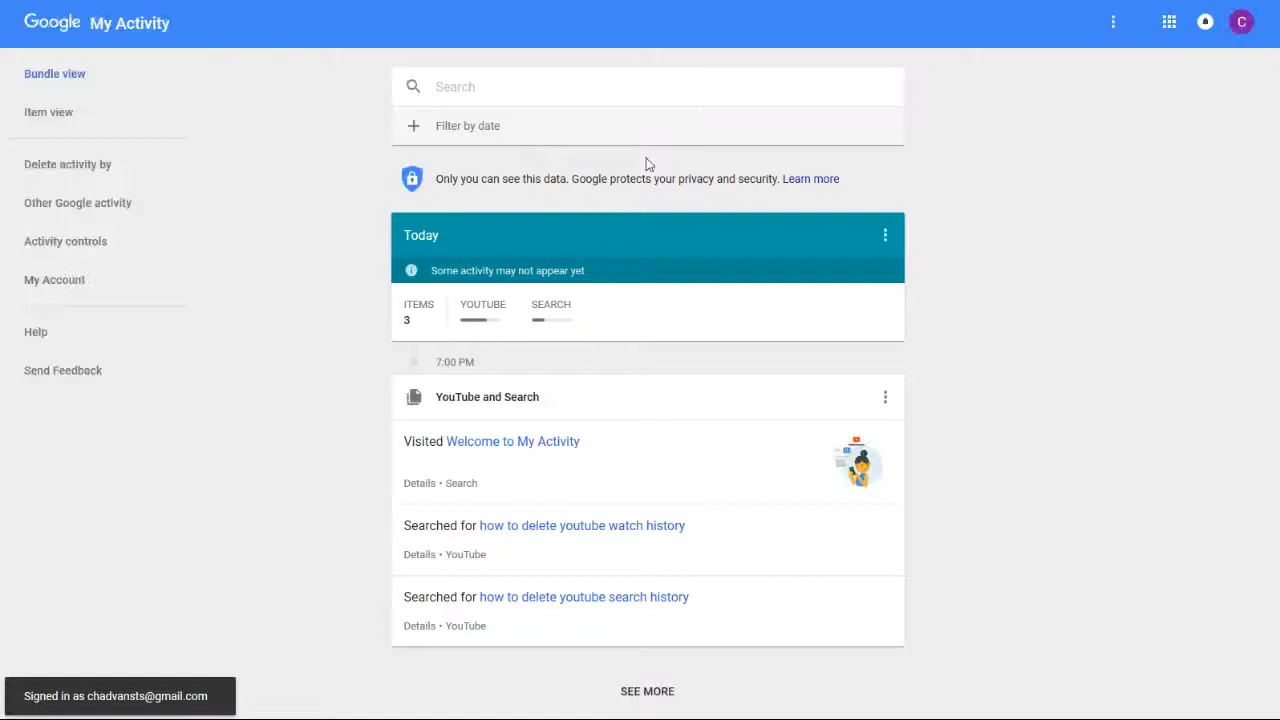 Google My Activity
C
Bundle view
Item view
Delete activity by
Other Google activity
Activity controls
My Account
Help
Send Feedback
Search
Filter by date
Only you can see this data. Google protects your privacy and security. Learn more
Today
Some activity may not appear yet
ITEMS YOUTUBE SEARCH
3
7:00 PM
YouTube and Search
Visited Welcome to My Activity
Details • Search
Searched for how to delete youtube watch history
Details • YouTube
Searched for how to delete youtube search history
Details • YouTube
SEE MORE
Signed in as chadvansts@gmail.com